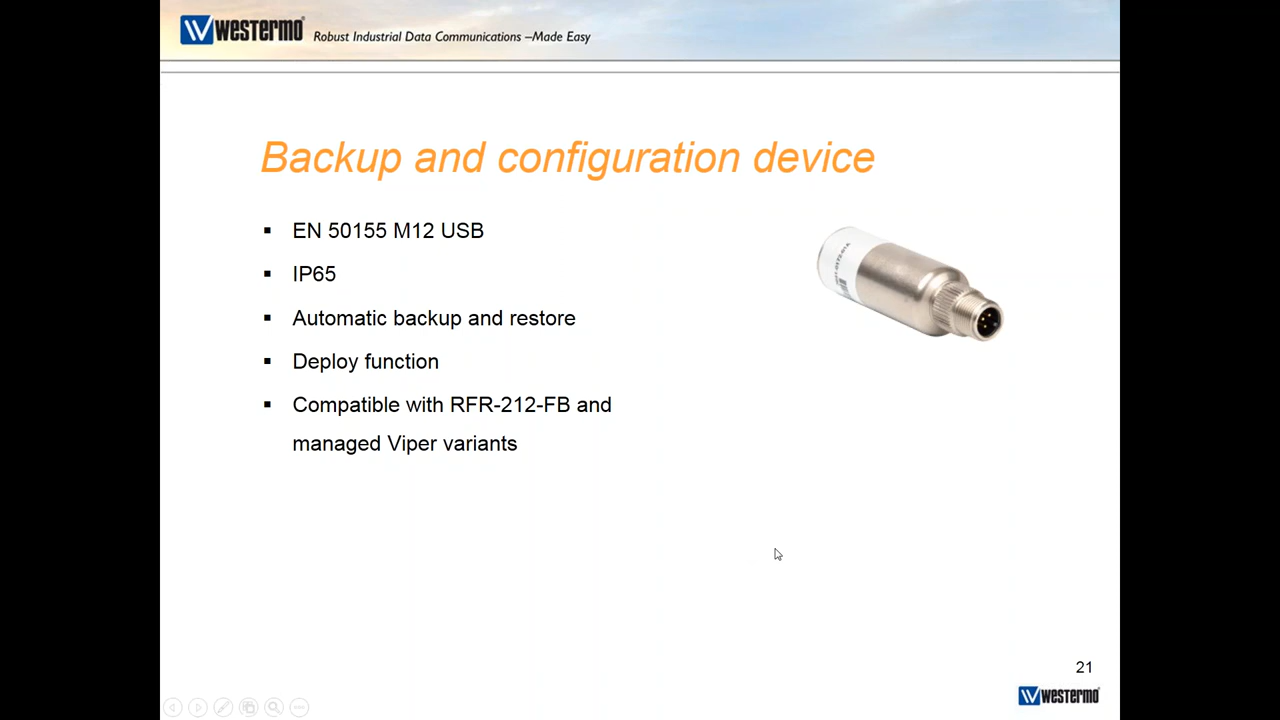 westermo Robust Industrial Data Communications –Made Easy
Backup and configuration device
▪ EN 50155 M12 USB
▪ IP65
▪ Automatic backup and restore
▪ Deploy function
▪ Compatible with RFR-212-FB and
managed Viper variants
21
westermo